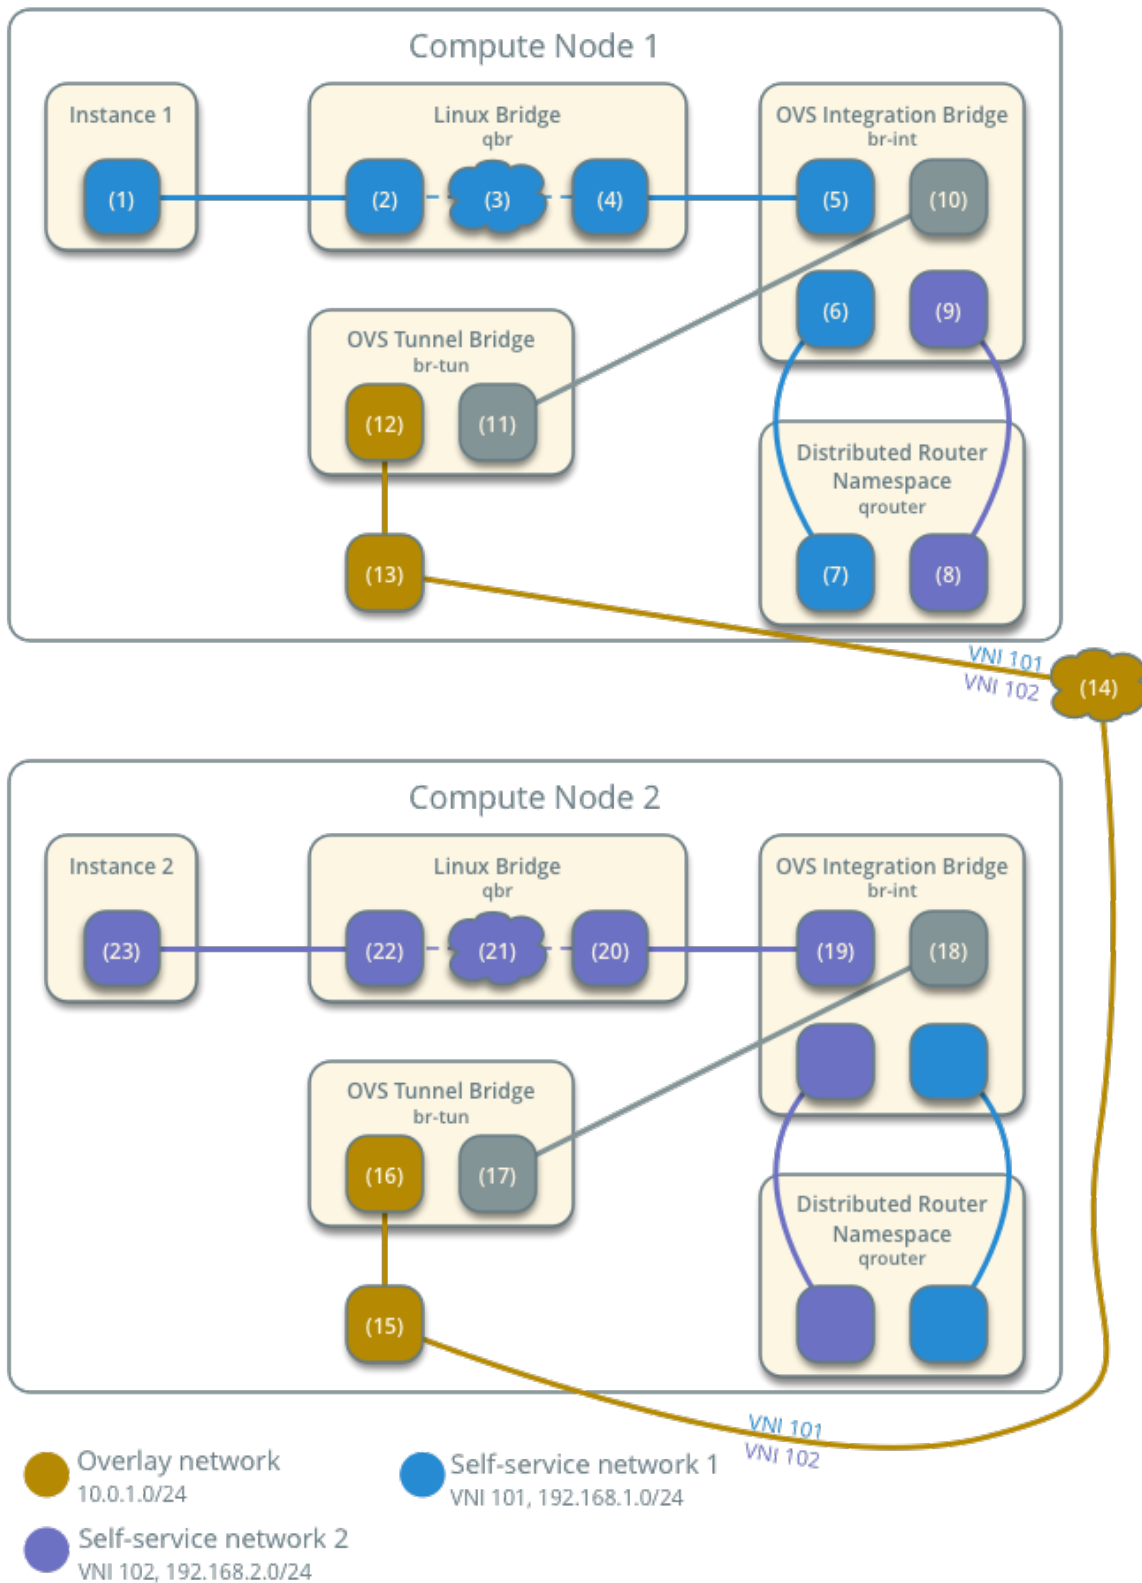 Compute Node 1
Instance 1
Linux Bridge
qbr
OVS Integration Bridge
br-int
(1)
(2)
(3)
(4)
(5)
(10)
(6)
(9)
OVS Tunnel Bridge
br-tun
(12)
(11)
Distributed Router
Namespace
qrouter
(13)
(7)
(8)
VNI 101
VNI 102
(14)
Compute Node 2
Instance 2
Linux Bridge
qbr
OVS Integration Bridge
br-int
(23)
(22)
(21)
(20)
(19)
(18)
OVS Tunnel Bridge
br-tun
(16)
(17)
Distributed Router
Namespace
qrouter
(15)
VNI 101
VNI 102
Overlay network
10.0.1.0/24
Self-service network 1
VNI 101, 192.168.1.0/24
Self-service network 2
VNI 102, 192.168.2.0/24